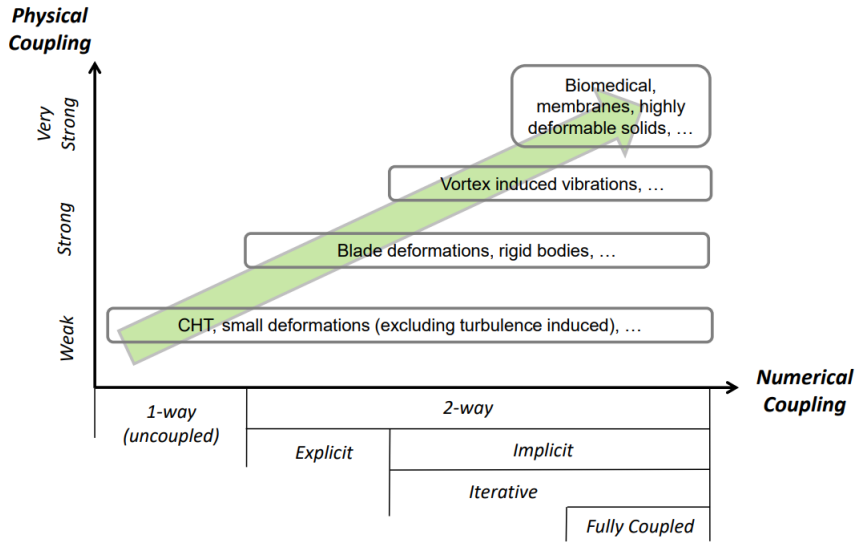 Physical
Coupling
Very
Strong
Strong
Weak
Biomedical,
membranes, highly
deformable solids, …
Vortex induced vibrations, …
Blade deformations, rigid bodies, …
CHT, small deformations (excluding turbulence induced), …
Numerical
Coupling
1-way
(uncoupled)
2-way
Explicit
Implicit
Iterative
Fully Coupled